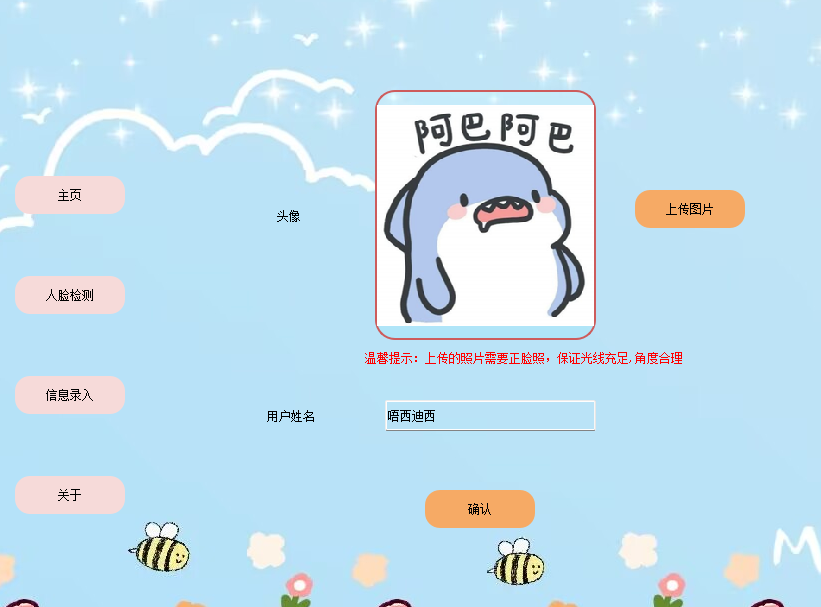 阿巴阿巴
主页
头像
上传图片
人脸检测
温馨提示：上传的照片需要正脸照，保证光线充足,角度合理
信息录入
用户姓名
唔西迪西
关于
确认
M